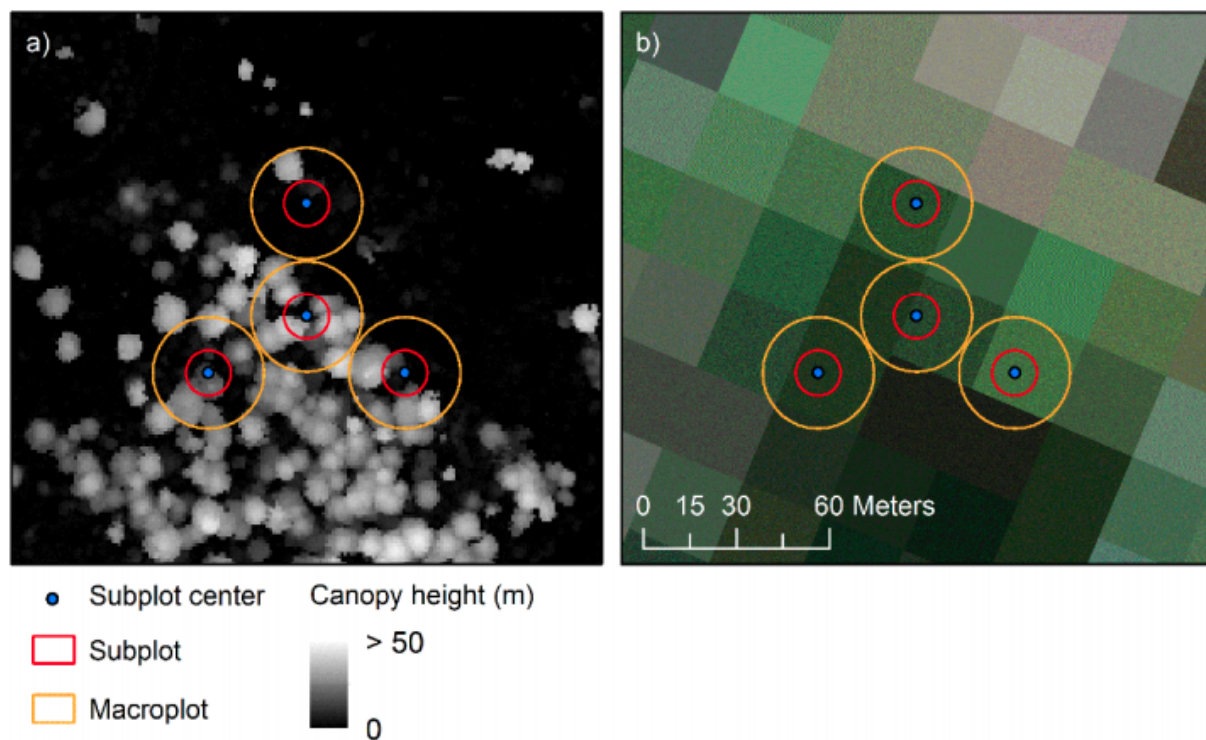 a)
b)
0 15 30 60 Meters
Subplot center
Subplot
Macroplot
Canopy height (m)
> 50
0